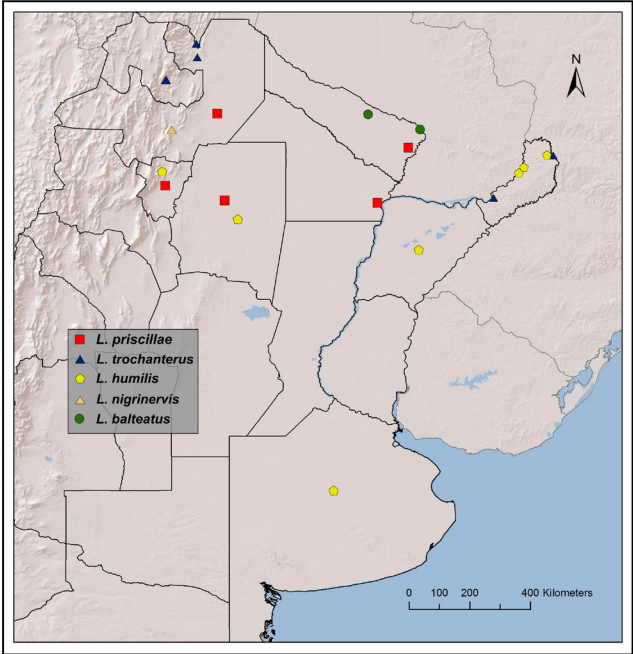 N
L. priscillae
L. trochanterus
L. humilis
L. nigrinervis
L. balteatus
0 100 200 400 Kilometers